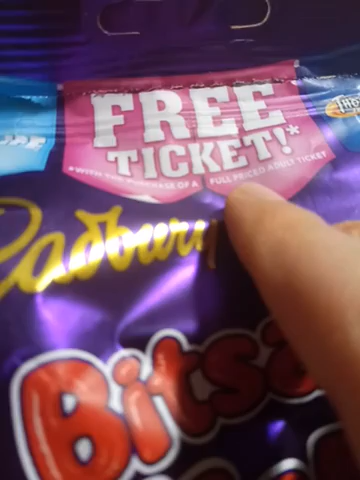 FREE
TICKET!*
*WITH THE PURCHASE OF A FULL PRICED ADULT TICKET
Cadbury
Bitsa